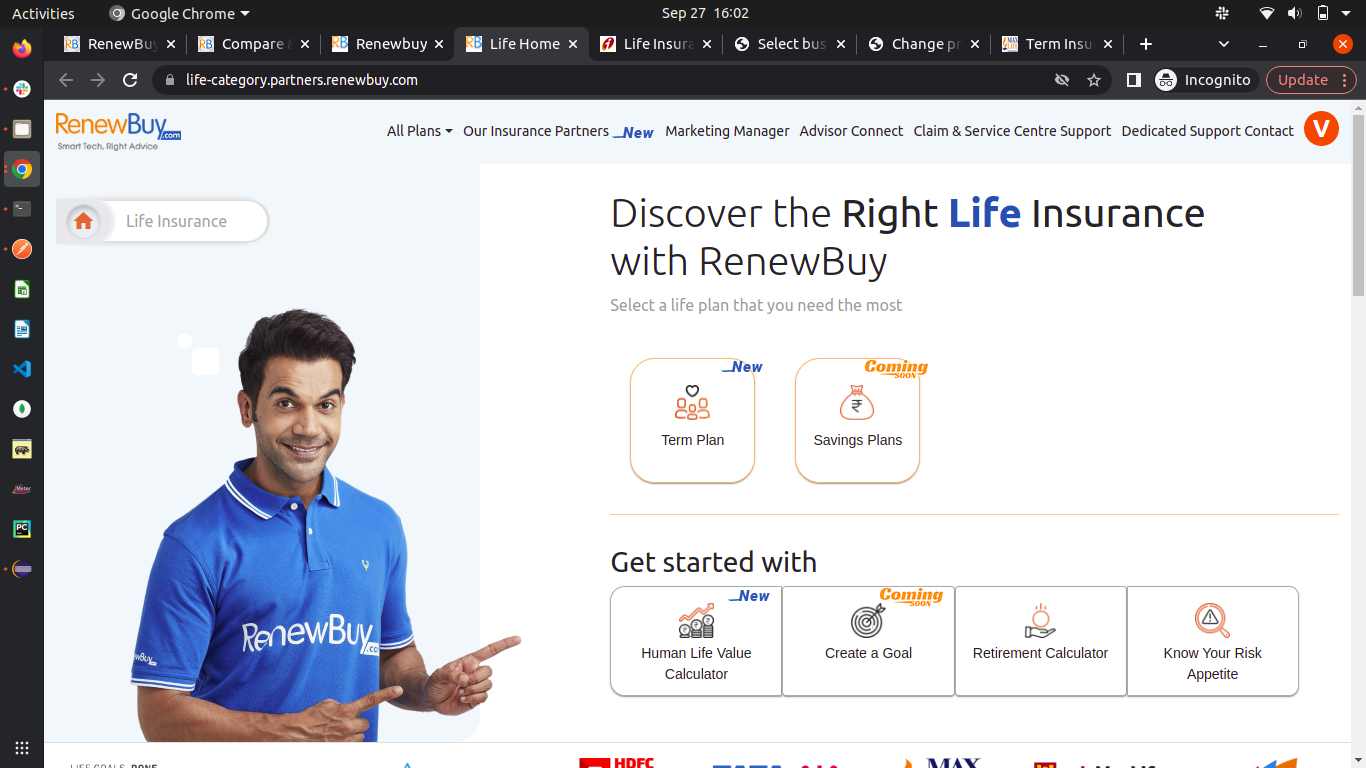 Activities
Google Chrome
Sep 27 16:02
RenewBuy
Compare
Renewbuy
Life Home
Life Insura
Select bus
Change pr
Term Insu
life-category.partners.renewbuy.com
Incognito
Update
RenewBuy.com
Smart Tech, Right Advice
All Plans
Our Insurance Partners
New
Marketing Manager
Advisor Connect
Claim & Service Centre Support
Dedicated Support Contact
V
Life Insurance
Discover the Right Life Insurance
with RenewBuy
Select a life plan that you need the most
New
Term Plan
Coming
SOON
Savings Plans
Get started with
New
Human Life Value
Calculator
Coming
SOON
Create a Goal
Retirement Calculator
Know Your Risk
Appetite
RenewBuy.co
ewBuy.com
LIFE GOALS. DONE.
HDFC
TATA
MAX